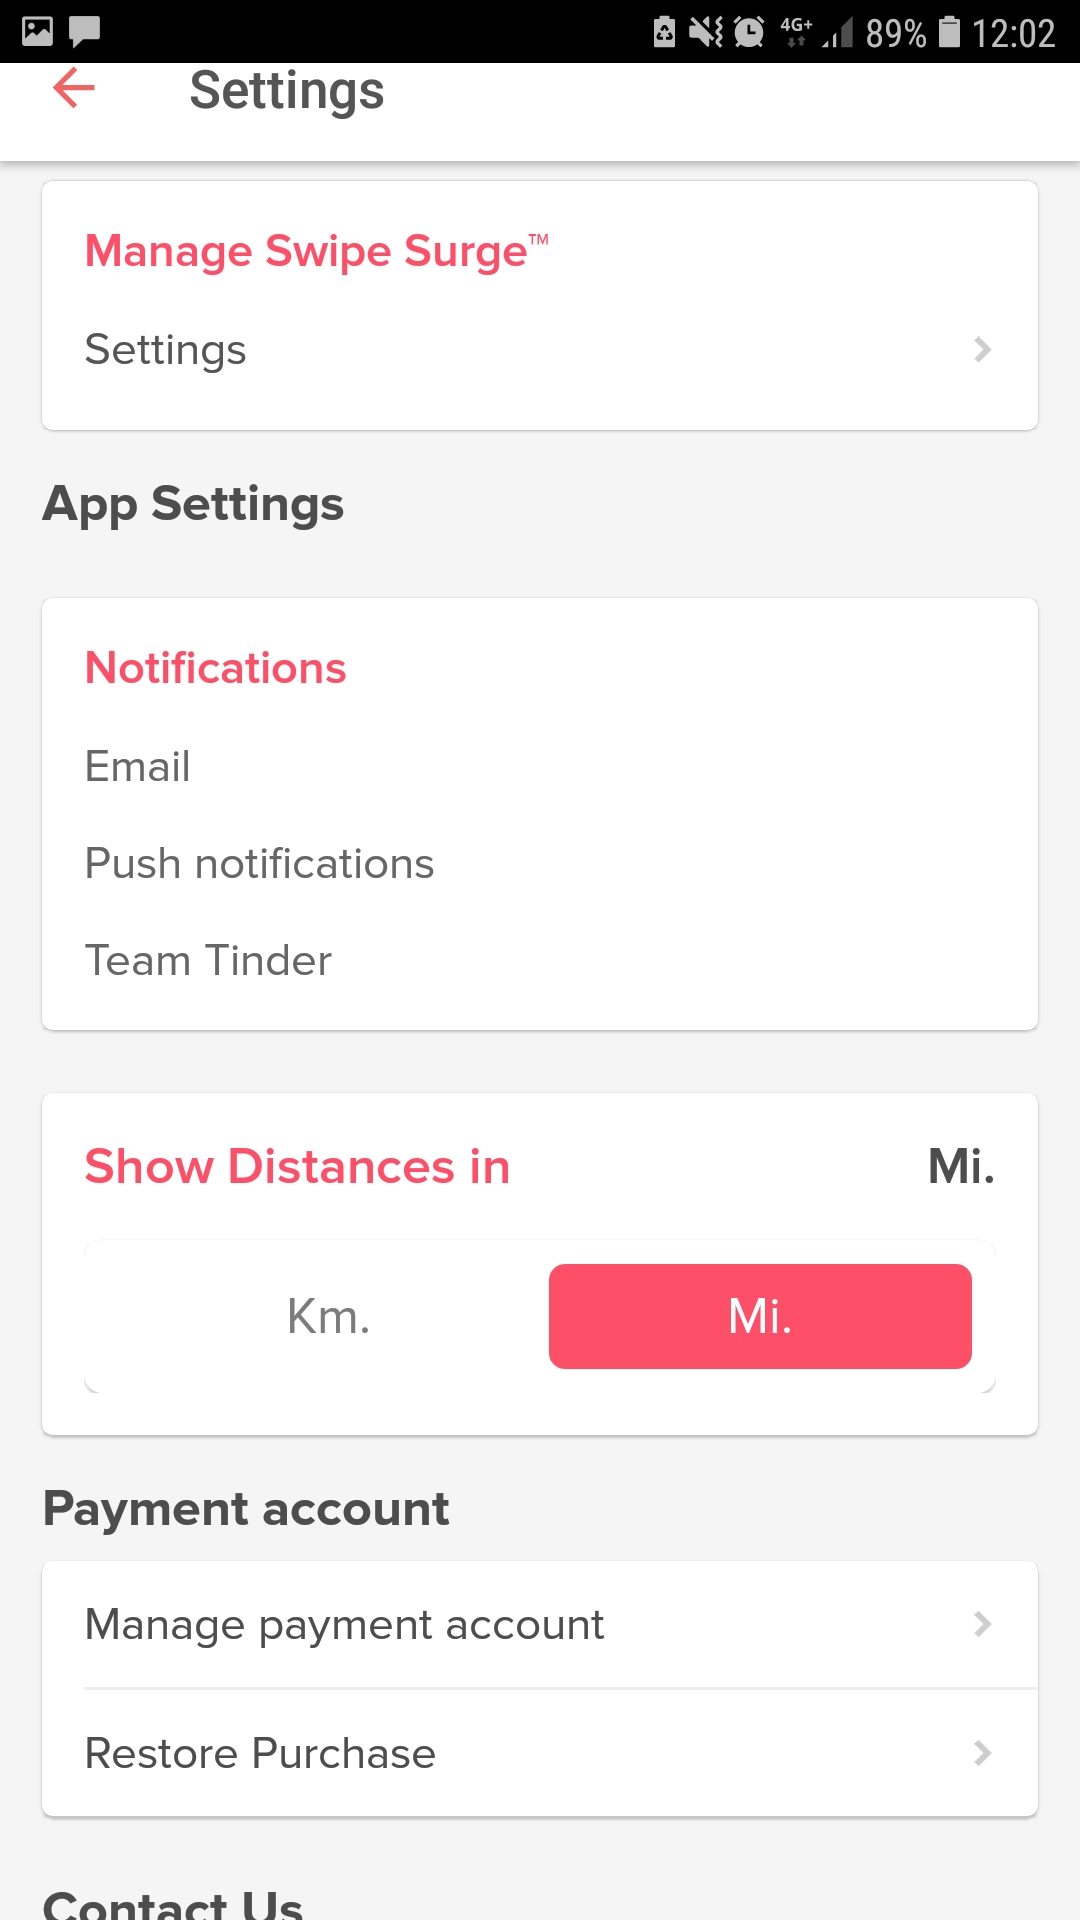 4G+ 89% 12:02
Settings
Manage Swipe Surge™
Settings
App Settings
Notifications
Email
Push notifications
Team Tinder
Show Distances in Mi.
Km. Mi.
Payment account
Manage payment account
Restore Purchase
Contact Us